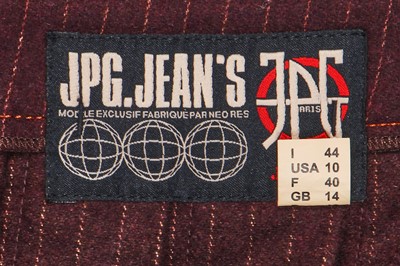 JPG.JEAN'S
MODELE EXCLUSIF FABRIQUE PAR NEO RES
JPG
PARIS
I 44
USA 10
F 40
GB 14